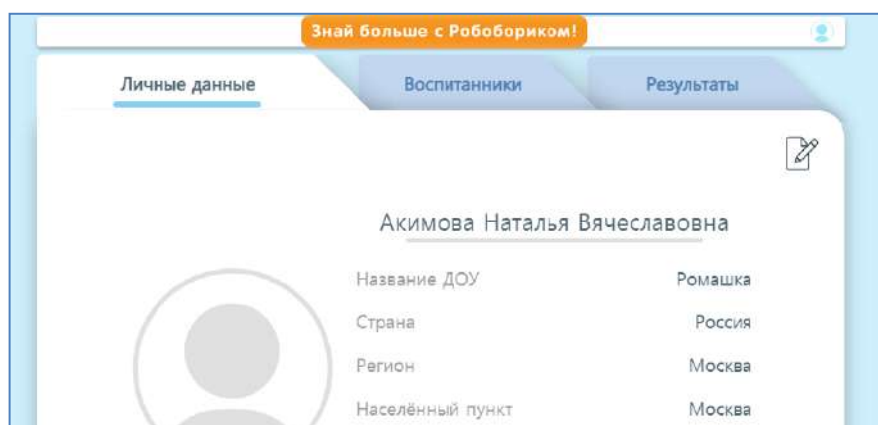 Знай больше с Робобориком!
Личные данные Воспитанники Результаты
Акимова Наталья Вячеславовна
Название ДОУ Ромашка
Страна Россия
Регион Москва
Населённый пункт Москва